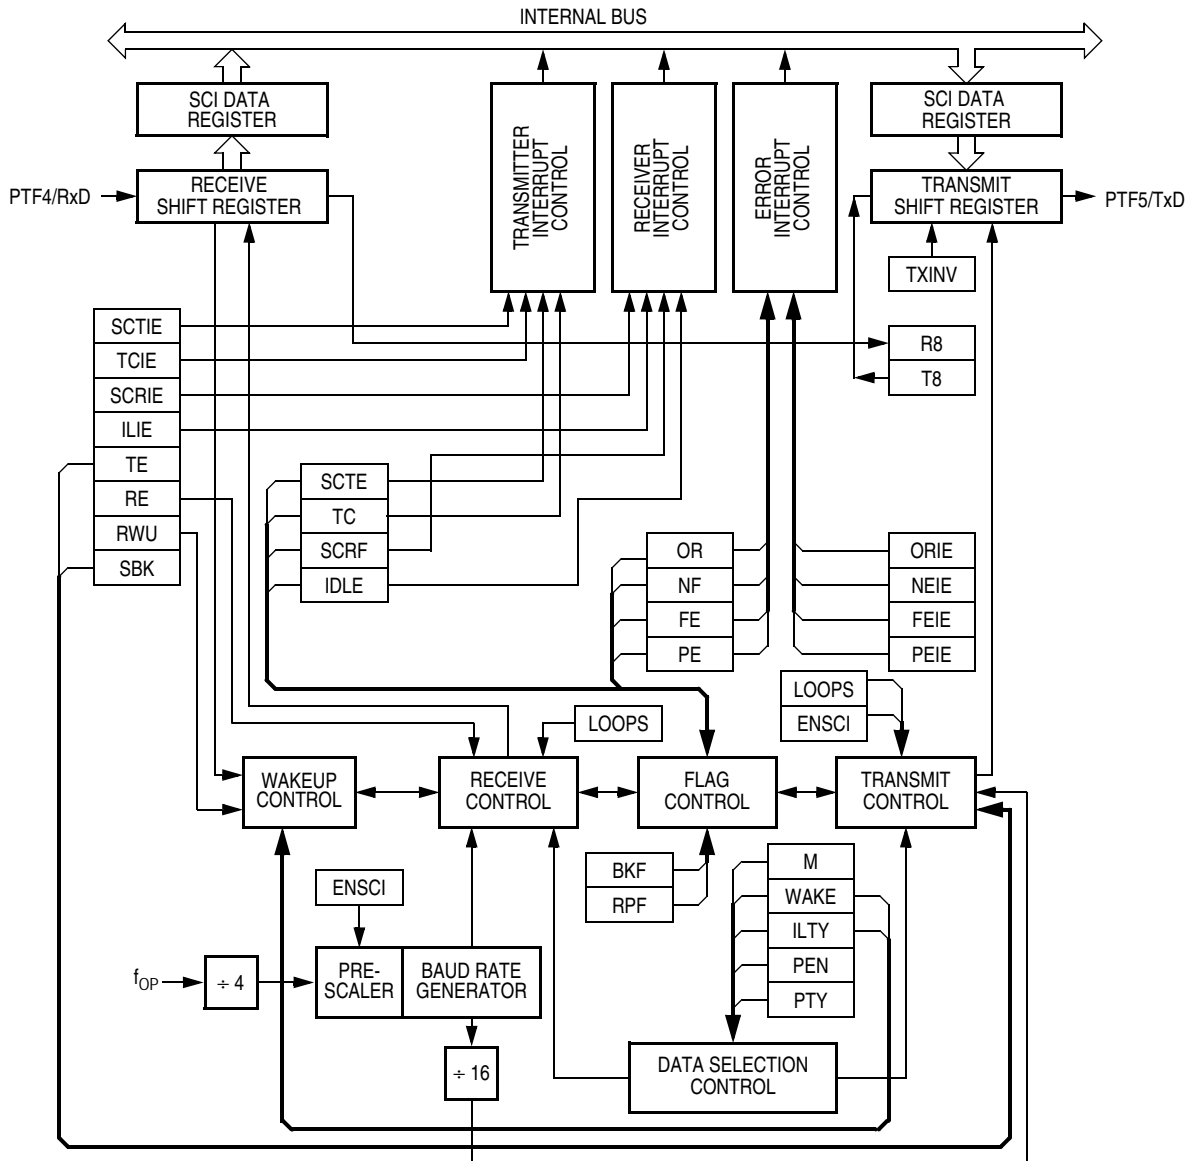 INTERNAL BUS
SCI DATA
REGISTER
SCI DATA
REGISTER
TRANSMITTER
INTERRUPT
CONTROL
RECEIVER
INTERRUPT
CONTROL
ERROR
INTERRUPT
CONTROL
PTF4/RxD
RECEIVE
SHIFT REGISTER
TRANSMIT
SHIFT REGISTER
PTF5/TxD
TXINV
SCTIE
TCIE
SCRIE
ILIE
TE
RE
RWU
SBK
R8
T8
SCTE
TC
SCRF
IDLE
OR
NF
FE
PE
ORIE
NEIE
FEIE
PEIE
LOOPS
ENSCI
LOOPS
WAKEUP
CONTROL
RECEIVE
CONTROL
FLAG
CONTROL
TRANSMIT
CONTROL
BKF
RPF
M
WAKE
ILTY
PEN
PTY
ENSCI
fOP
÷ 4
PRE-
SCALER
BAUD RATE
GENERATOR
÷ 16
DATA SELECTION
CONTROL